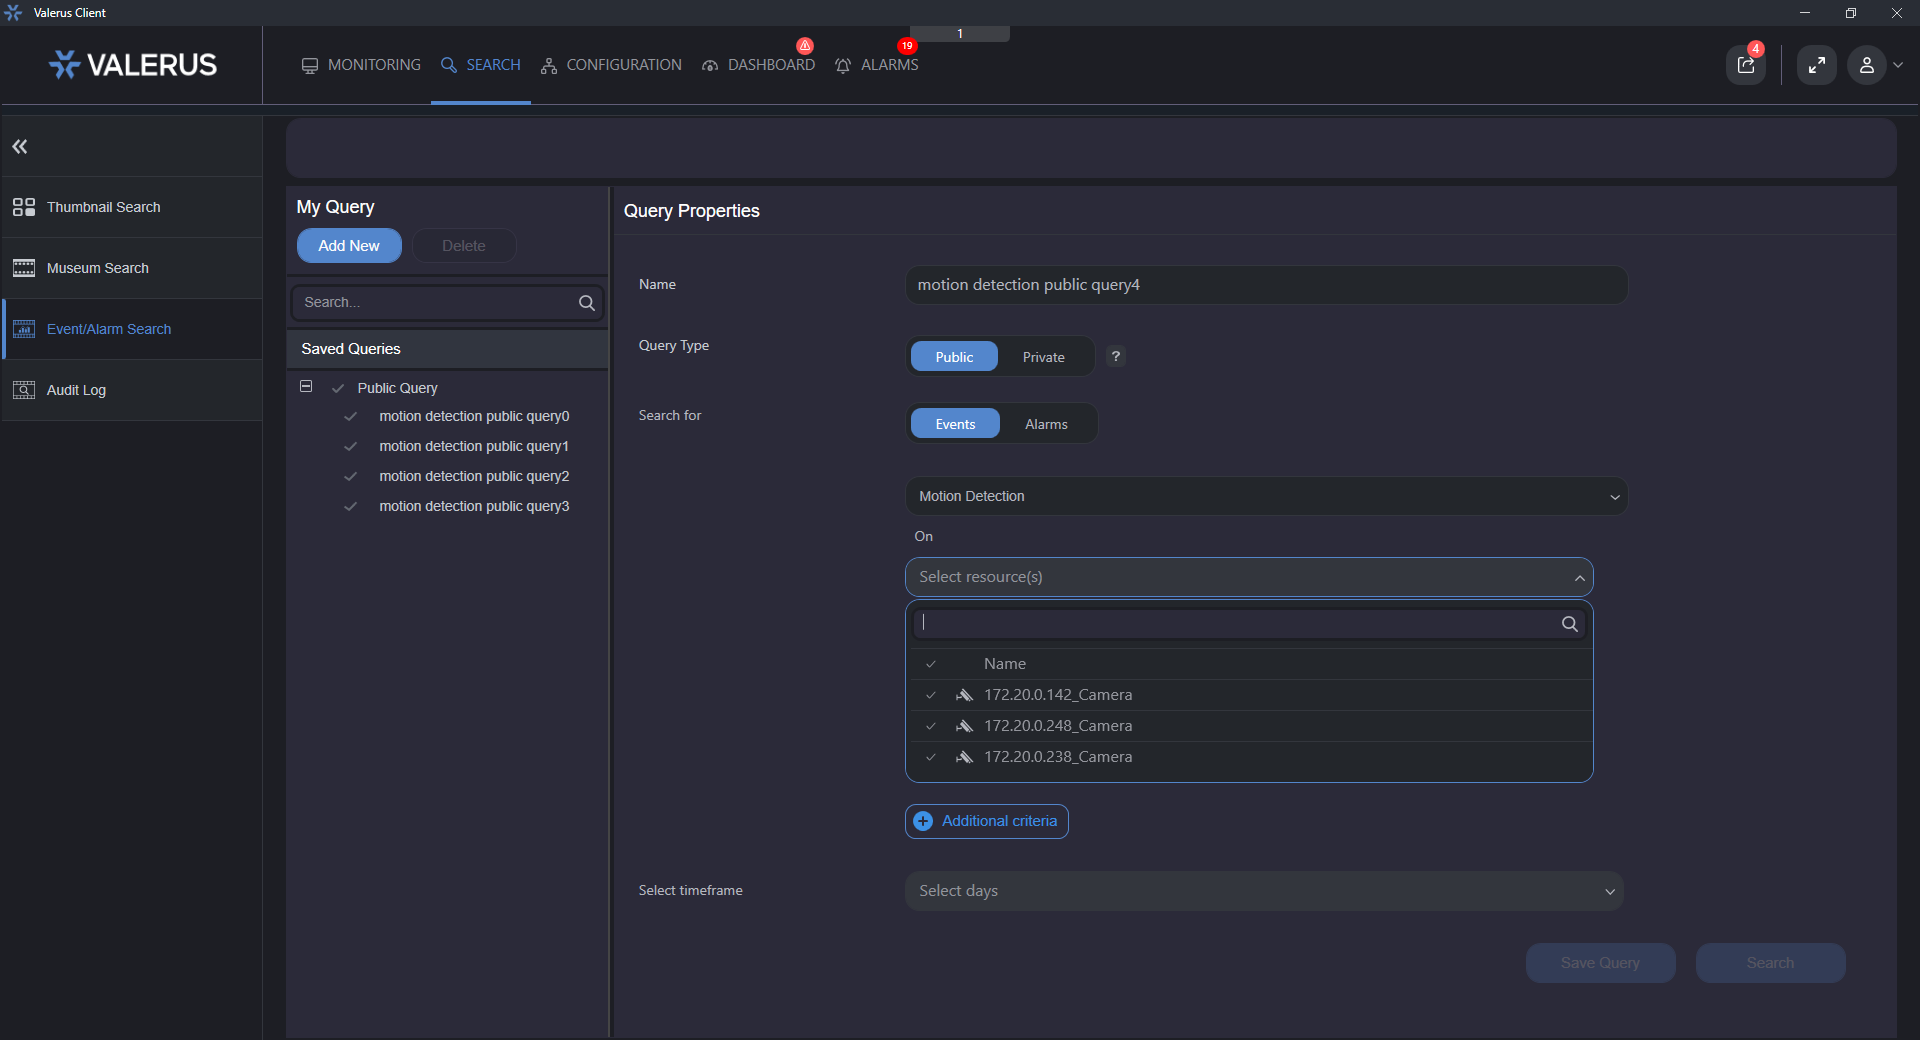 Valerus Client
1
VALERUS
MONITORING
SEARCH
CONFIGURATION
DASHBOARD
19
ALARMS
4
Thumbnail Search
Museum Search
Event/Alarm Search
Audit Log
My Query
Add New
Delete
Search...
Saved Queries
Public Query
motion detection public query0
motion detection public query1
motion detection public query2
motion detection public query3
Query Properties
Name
motion detection public query4
Query Type
Public
Private
?
Search for
Events
Alarms
Motion Detection
On
Select resource(s)
Name
172.20.0.142_Camera
172.20.0.248_Camera
172.20.0.238_Camera
Additional criteria
Select timeframe
Select days
Save Query
Search